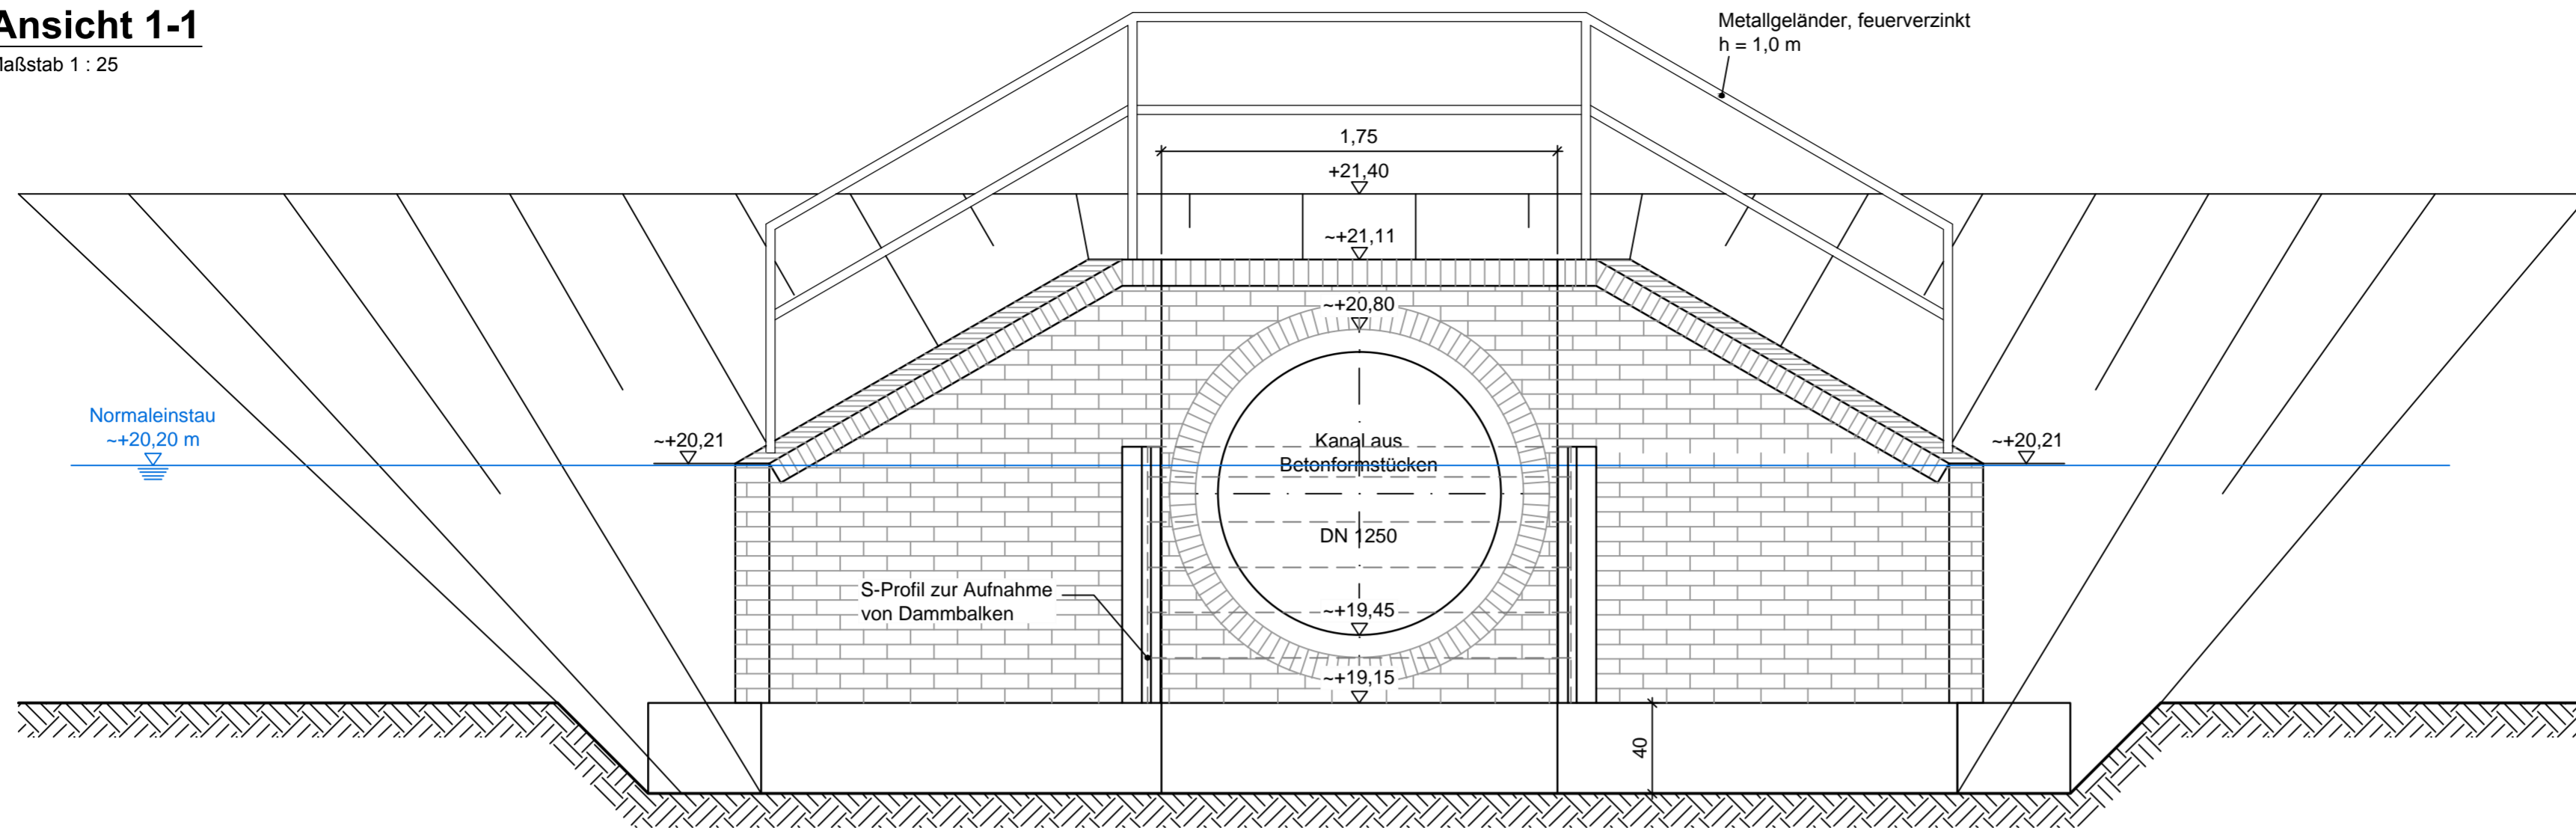 Ansicht 1-1
Maßstab 1 : 25
Metallgeländer, feuerverzinkt
h = 1,0 m
1,75
+21,40
~+21,11
~+20,80
Normaleinstau
~+20,20 m
~+20,21
Kanal aus
Betonformstücken
~+20,21
DN 1250
S-Profil zur Aufnahme
von Dammbalken
~+19,45
~+19,15
40